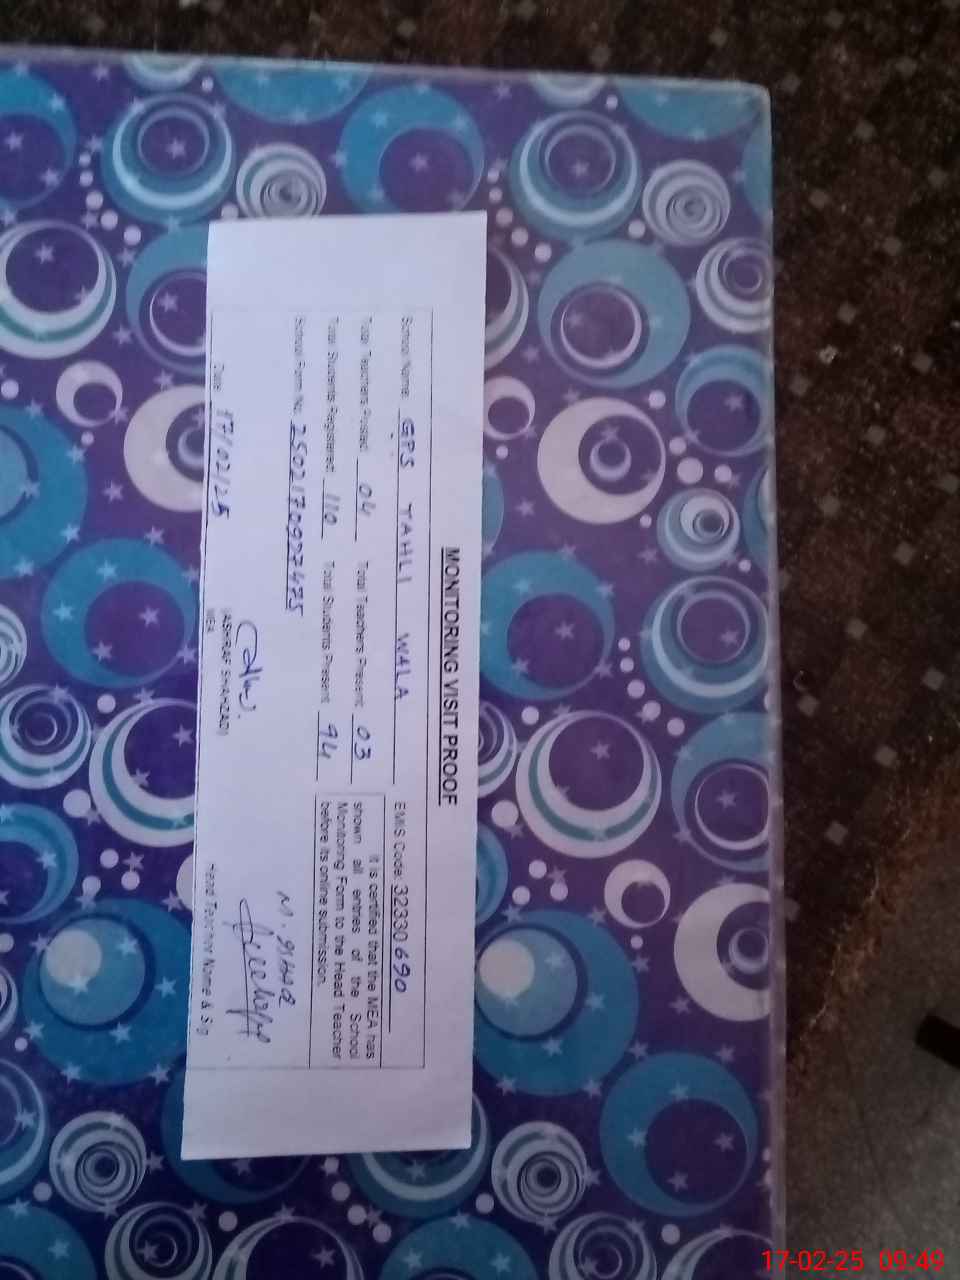 MONITORING VISIT PROOF
School Name: GPS TAHLI WALA EMIS Code: 32330690
Total Teachers Posted: 04 Total Teachers Present: 03
Total Students Registered: 110 Total Students Present: 94
School Form No. 2502170927475
It is certified that the MEA has
shown all entries of the School
Monitoring Form to the Head Teacher
before its online submission.
(ASHRAF SHAHZAD)
MEA
Date: 17/02/25
Head Teacher Name & Sig
17-02-25 09:49